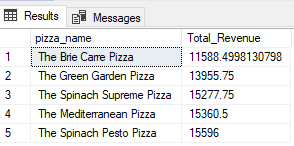 Results Messages
pizza_name Total_Revenue
1 The Brie Carre Pizza 11588.4998130798
2 The Green Garden Pizza 13955.75
3 The Spinach Supreme Pizza 15277.75
4 The Mediterranean Pizza 15360.5
5 The Spinach Pesto Pizza 15596